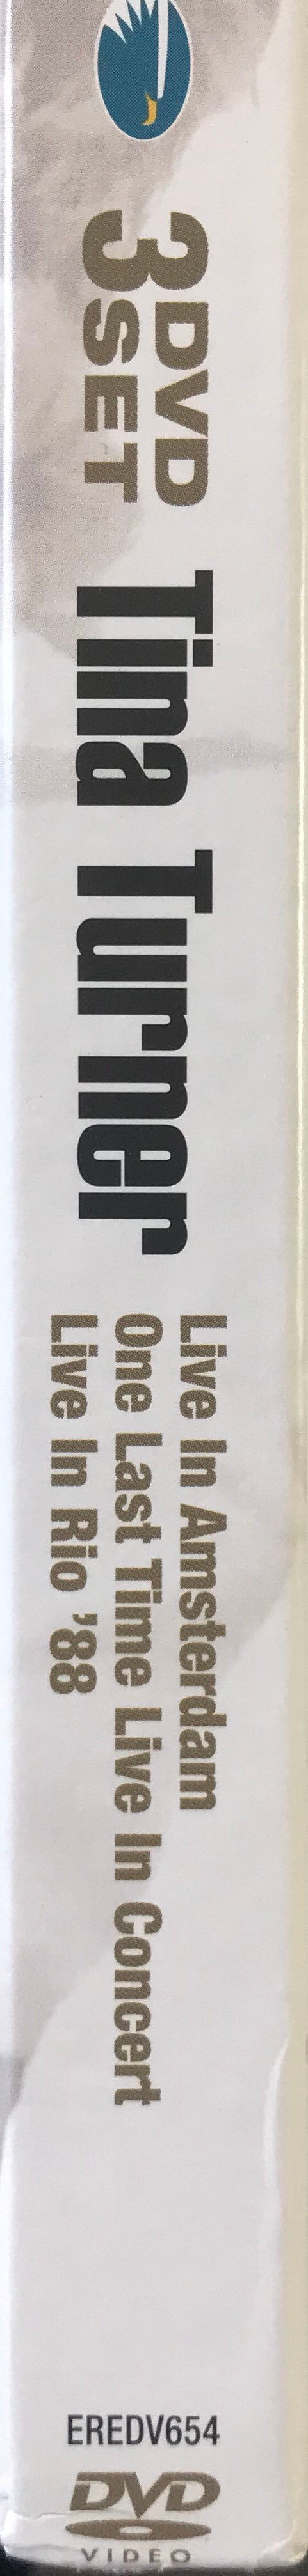 3 DVD
SET
Tina Turner
Live In Amsterdam
One Last Time Live In Concert
Live In Rio '88
EREDV654
DVD
VIDEO